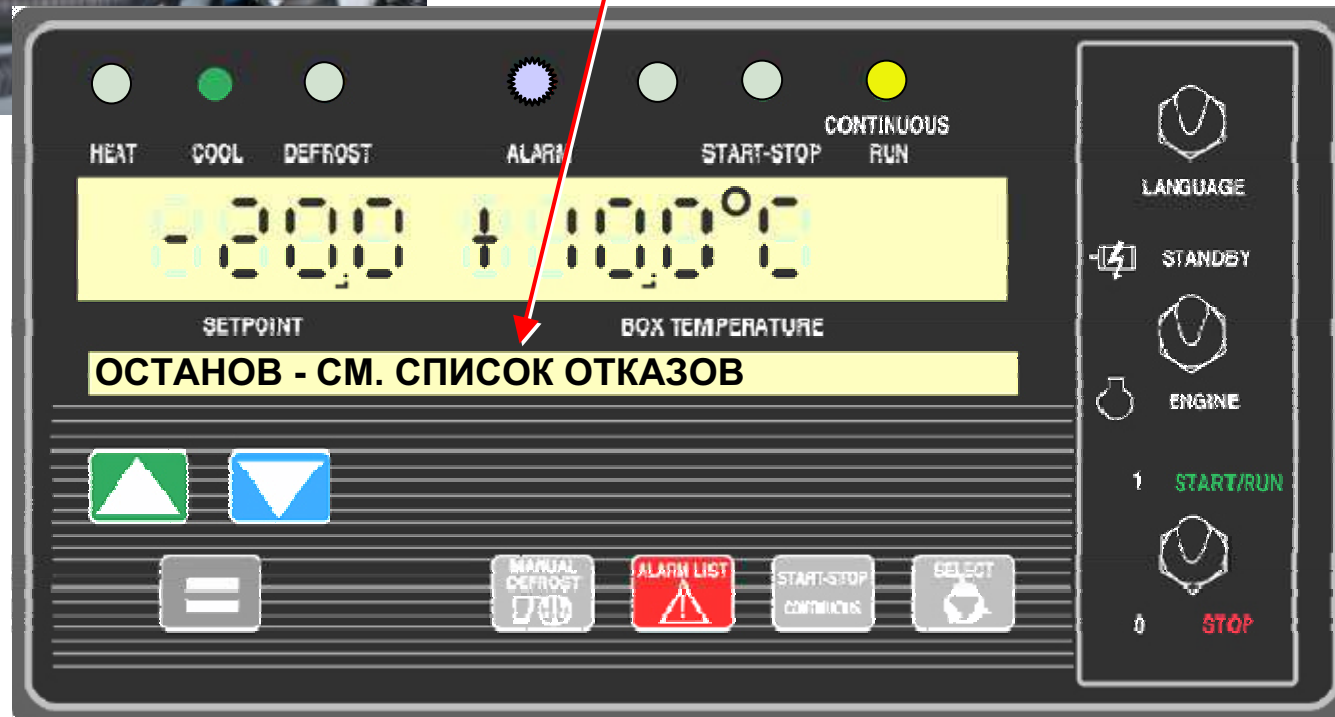 HEAT COOL DEFROST ALARM START-STOP CONTINUOUS RUN
-20,0 +10,0°C
SETPOINT BOX TEMPERATURE
ОСТАНОВ - СМ. СПИСОК ОТКАЗОВ
MANUAL DEFROST
ALARM LIST
START-STOP
CONTINUOUS
SELECT
LANGUAGE
STANDBY
ENGINE
1 START/RUN
0 STOP